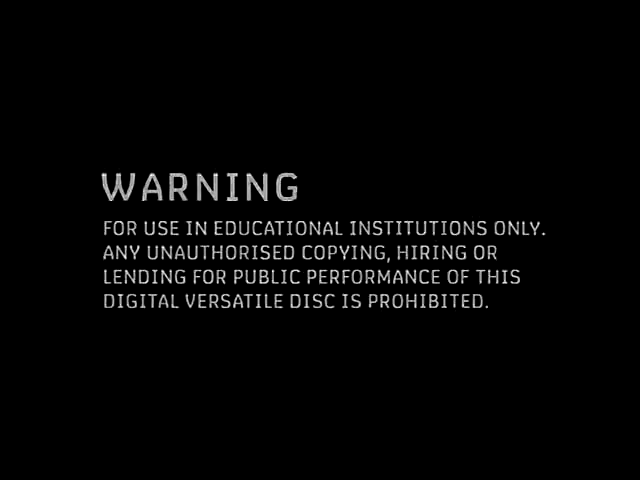 WARNING
FOR USE IN EDUCATIONAL INSTITUTIONS ONLY.
ANY UNAUTHORISED COPYING, HIRING OR
LENDING FOR PUBLIC PERFORMANCE OF THIS
DIGITAL VERSATILE DISC IS PROHIBITED.